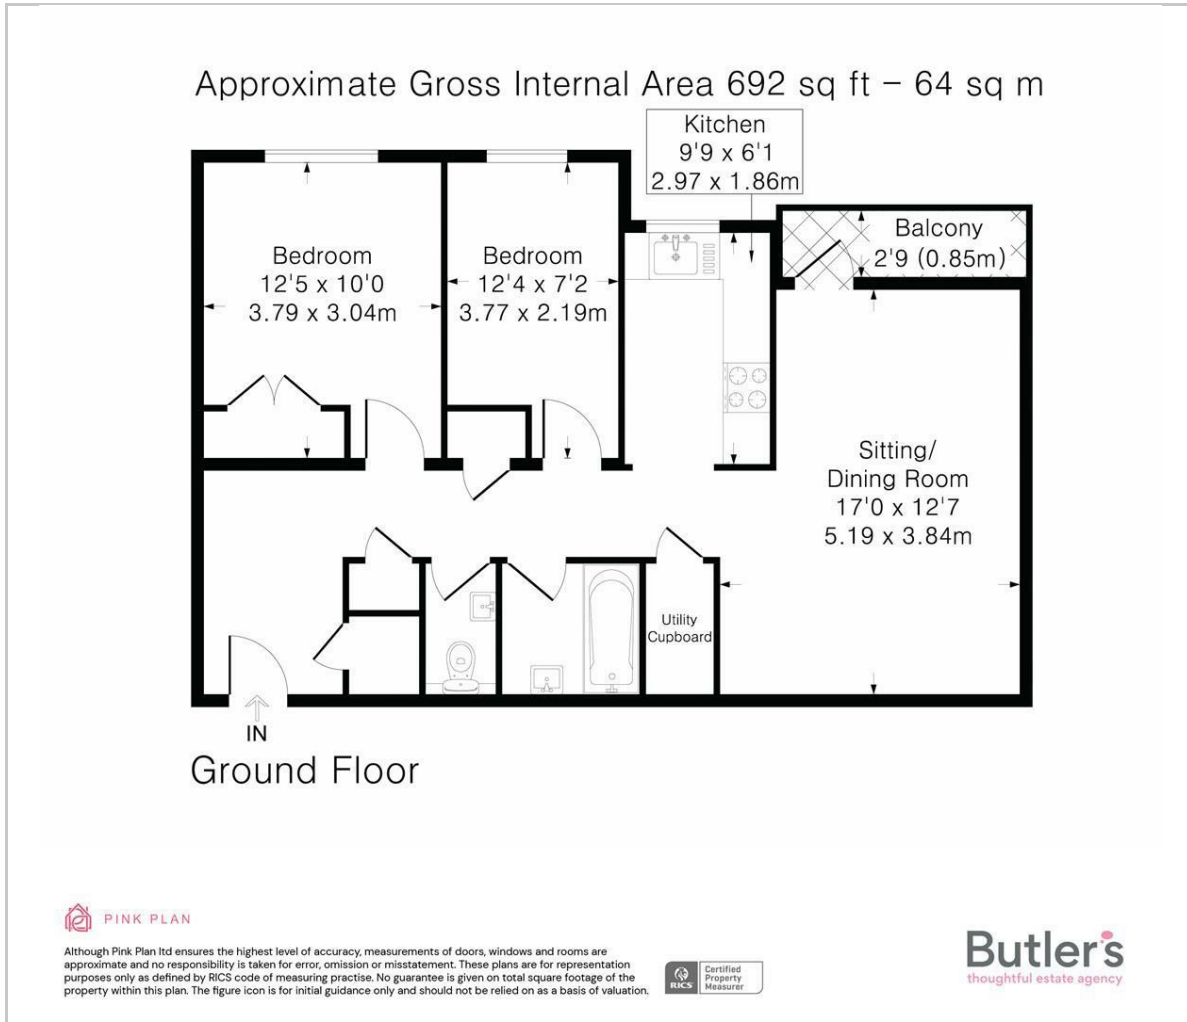 Approximate Gross Internal Area 692 sq ft – 64 sq m
Kitchen
9'9 x 6'1
2.97 x 1.86m
Balcony
2'9 (0.85m)
Bedroom
12'5 x 10'0
3.79 x 3.04m
Bedroom
12'4 x 7'2
3.77 x 2.19m
Sitting/
Dining Room
17'0 x 12'7
5.19 x 3.84m
Utility
Cupboard
IN
Ground Floor
PINK PLAN
Although Pink Plan ltd ensures the highest level of accuracy, measurements of doors, windows and rooms are
approximate and no responsibility is taken for error, omission or misstatement. These plans are for representation
purposes only as defined by RICS code of measuring practise. No guarantee is given on total square footage of the
property within this plan. The figure icon is for initial guidance only and should not be relied on as a basis of valuation.
RICS
Certified
Property
Measurer
Butler's
thoughtful estate agency